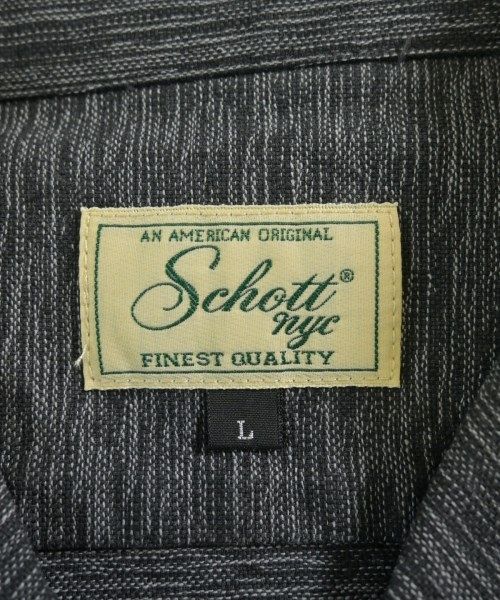 AN AMERICAN ORIGINAL
Schott®
nyc
FINEST QUALITY
L